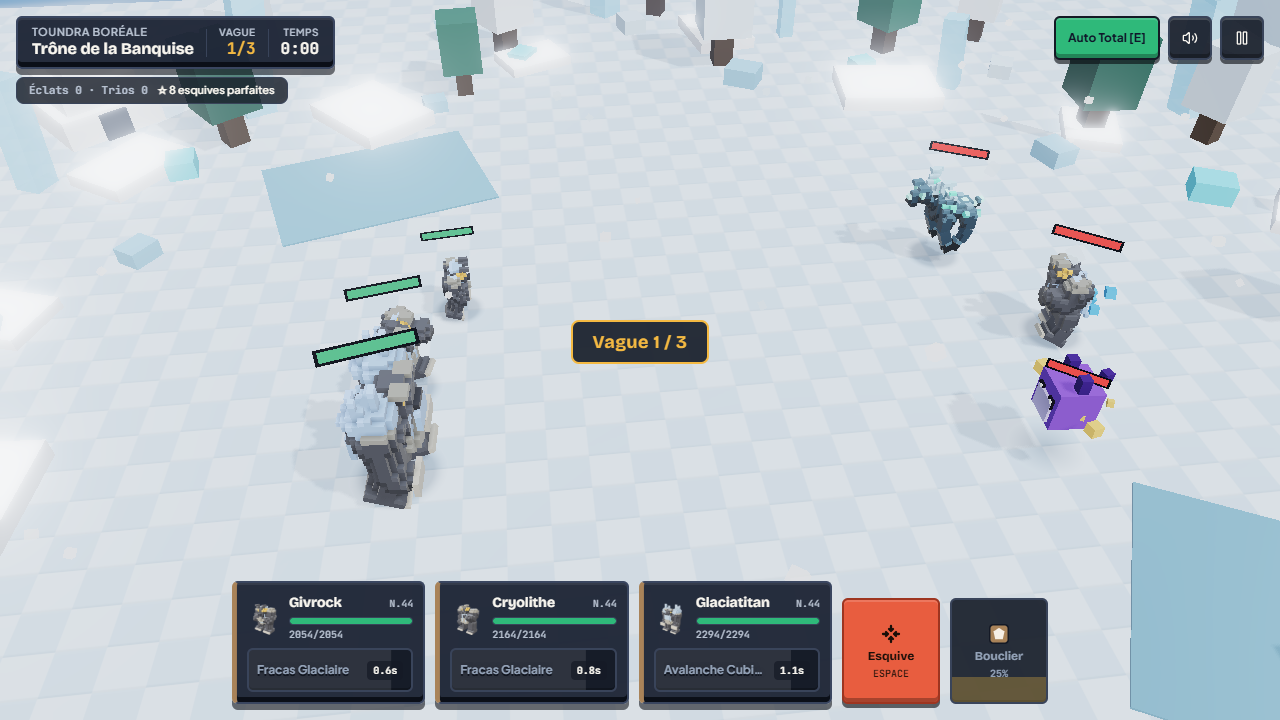 TOUNDRA BORÉALE
Trône de la Banquise
VAGUE
1/3
TEMPS
0:00
Auto Total [E]
Éclats 0 · Trios 0 ★ 8 esquives parfaites
Vague 1 / 3
Givrock N.44
2054/2054
Fracas Glaciaire 0.6s
Cryolithe N.44
2164/2164
Fracas Glaciaire 0.8s
Glaciatitan N.44
2294/2294
Avalanche Cubi... 1.1s
Esquive
ESPACE
Bouclier
25%